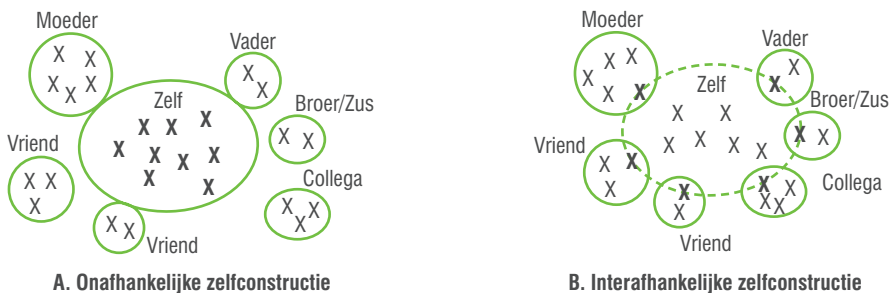 Moeder
X X
X X
X
Vader
X
X
Zelf
X X X
X X X X
X X
Broer/Zus
X X
Vriend
X X
X
Collega
X X
X
X X
Vriend
A. Onafhankelijke zelfconstructie
Moeder
X X
X
X X
Vader
X
X
Zelf
X X
X X X X
Broer/Zus
X X
Vriend
X X
X
Collega
X X
X X
X
X
Vriend
B. Interafhankelijke zelfconstructie